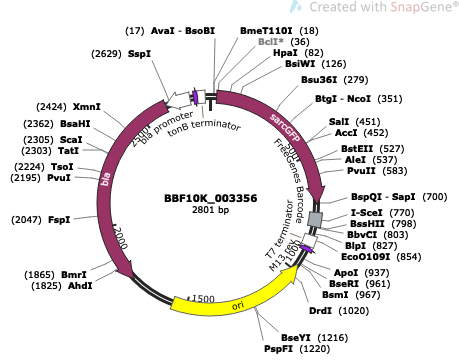 Created with SnapGene®
(17) AvaI - BsoBI
BmeT110I (18)
BclI* (36)
HpaI (82)
BsiWI (126)
Bsu36I (279)
BtgI - NcoI (351)
SalI (451)
AccI (452)
BstEII (527)
AleI (537)
PvuII (583)
BspQI - SapI (700)
I-SceI (770)
BssHII (798)
BbvCI (803)
BlpI (827)
EcoO109I (854)
ApoI (937)
BseRI (961)
BsmI (967)
DrdI (1020)
BseYI (1216)
PspFI (1220)
(2629) SspI
(2424) XmnI
(2362) BsaHI
(2305) ScaI
(2303) TatI
(2224) TsoI
(2195) PvuI
(2047) FspI
(1865) BmrI
(1825) AhdI
bla promoter
tonB terminator
sarcGFP
FreeGenes Barcode
T7 terminator
M13 rev
ori
bla
500
1000
1500
2000
2500
BBF10K_003356
2801 bp